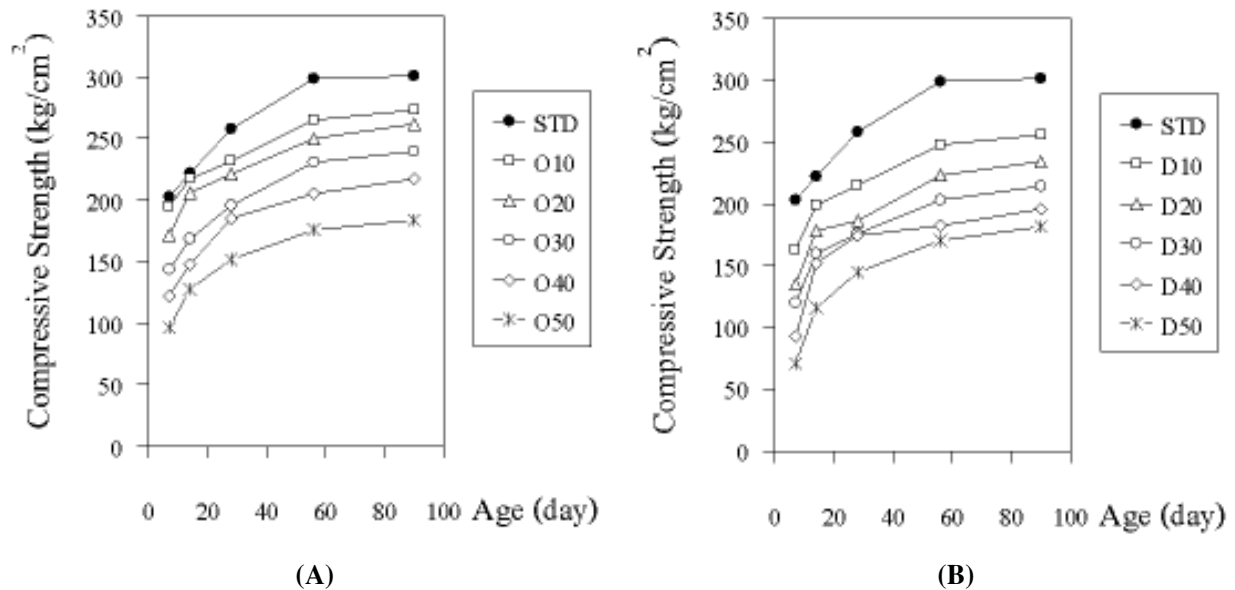 Compressive Strength (kg/cm²)
350
300
250
200
150
100
50
0
0 20 40 60 80 100 Age (day)
STD
O10
O20
O30
O40
O50
(A)
Compressive Strength (kg/cm²)
350
300
250
200
150
100
50
0
0 20 40 60 80 100 Age (day)
STD
D10
D20
D30
D40
D50
(B)